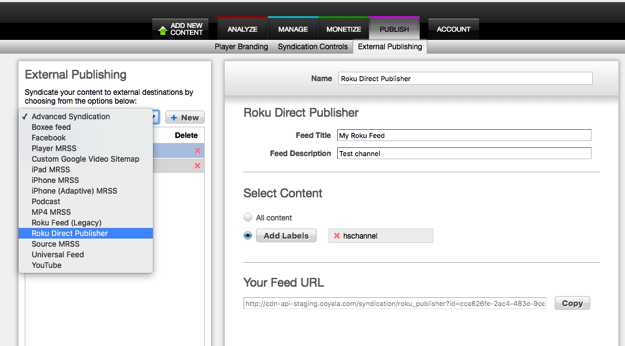 ADD NEW CONTENT
ANALYZE MANAGE MONETIZE PUBLISH ACCOUNT
Player Branding Syndication Controls External Publishing
External Publishing
Syndicate your content to external destinations by
choosing from the options below:
✓ Advanced Syndication
Boxee feed
Facebook
Player MRSS
Custom Google Video Sitemap
iPad MRSS
iPhone MRSS
iPhone (Adaptive) MRSS
Podcast
MP4 MRSS
Roku Feed (Legacy)
Roku Direct Publisher
Source MRSS
Universal Feed
YouTube
+ New
Delete
Name Roku Direct Publisher
Roku Direct Publisher
Feed Title My Roku Feed
Feed Description Test channel
Select Content
All content
Add Labels hschannel
Your Feed URL
http://cdn-api-staging.ooyala.com/syndication/roku_publisher?id=cca626fe-2ac4-483e-9ce
Copy